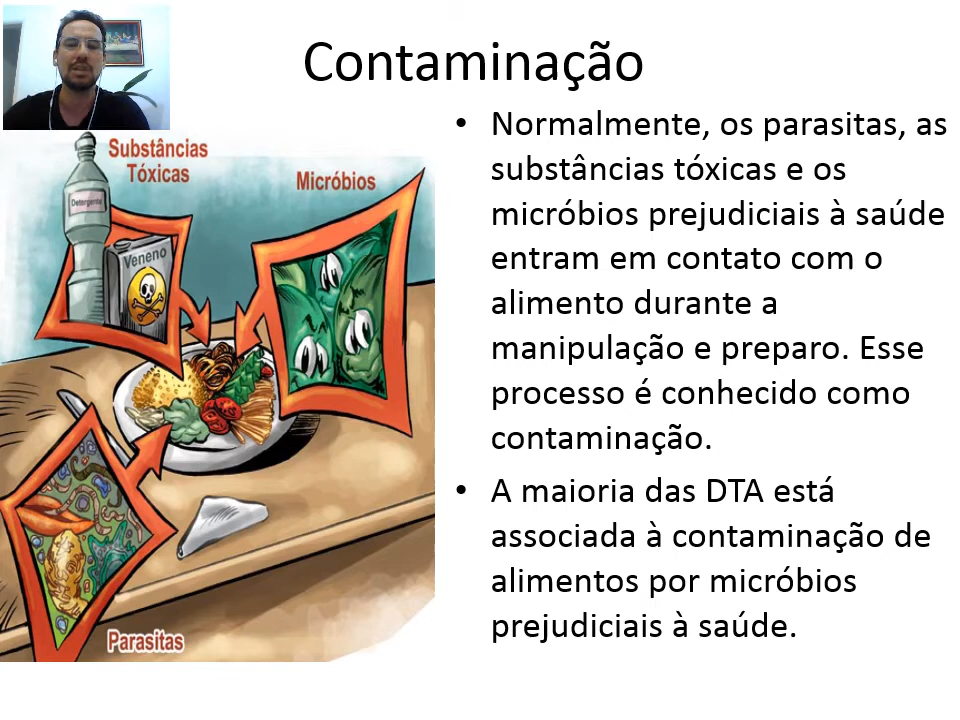 Contaminação
Substâncias
Tóxicas
Micróbios
Detergente
Veneno
Parasitas
• Normalmente, os parasitas, as
substâncias tóxicas e os
micróbios prejudiciais à saúde
entram em contato com o
alimento durante a
manipulação e preparo. Esse
processo é conhecido como
contaminação.
• A maioria das DTA está
associada à contaminação de
alimentos por micróbios
prejudiciais à saúde.